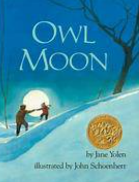 OWL
MOON
by Jane Yolen
illustrated by John Schoenherr